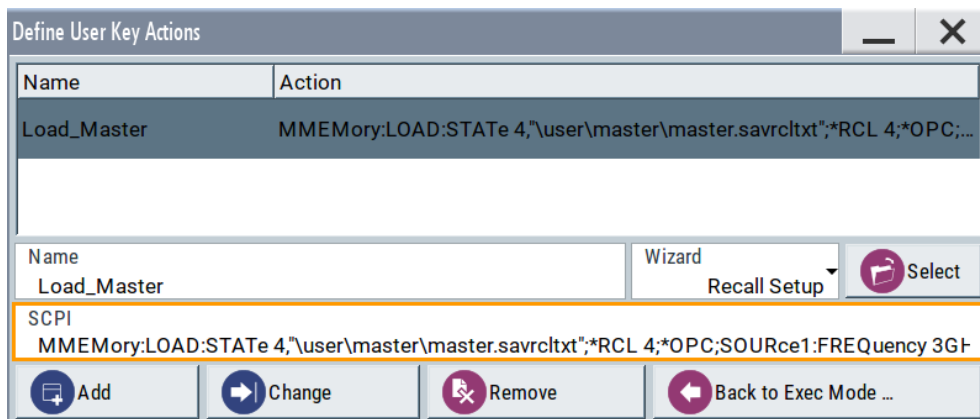 Define User Key Actions
Name Action
Load_Master MMEMory:LOAD:STATe 4,"\user\master\master.savrcltxt";*RCL 4;*OPC;...
Name
Load_Master
Wizard
Recall Setup
Select
SCPI
MMEMory:LOAD:STATe 4,"\user\master\master.savrcltxt";*RCL 4;*OPC;SOURce1:FREQuency 3GH
Add Change Remove Back to Exec Mode ...